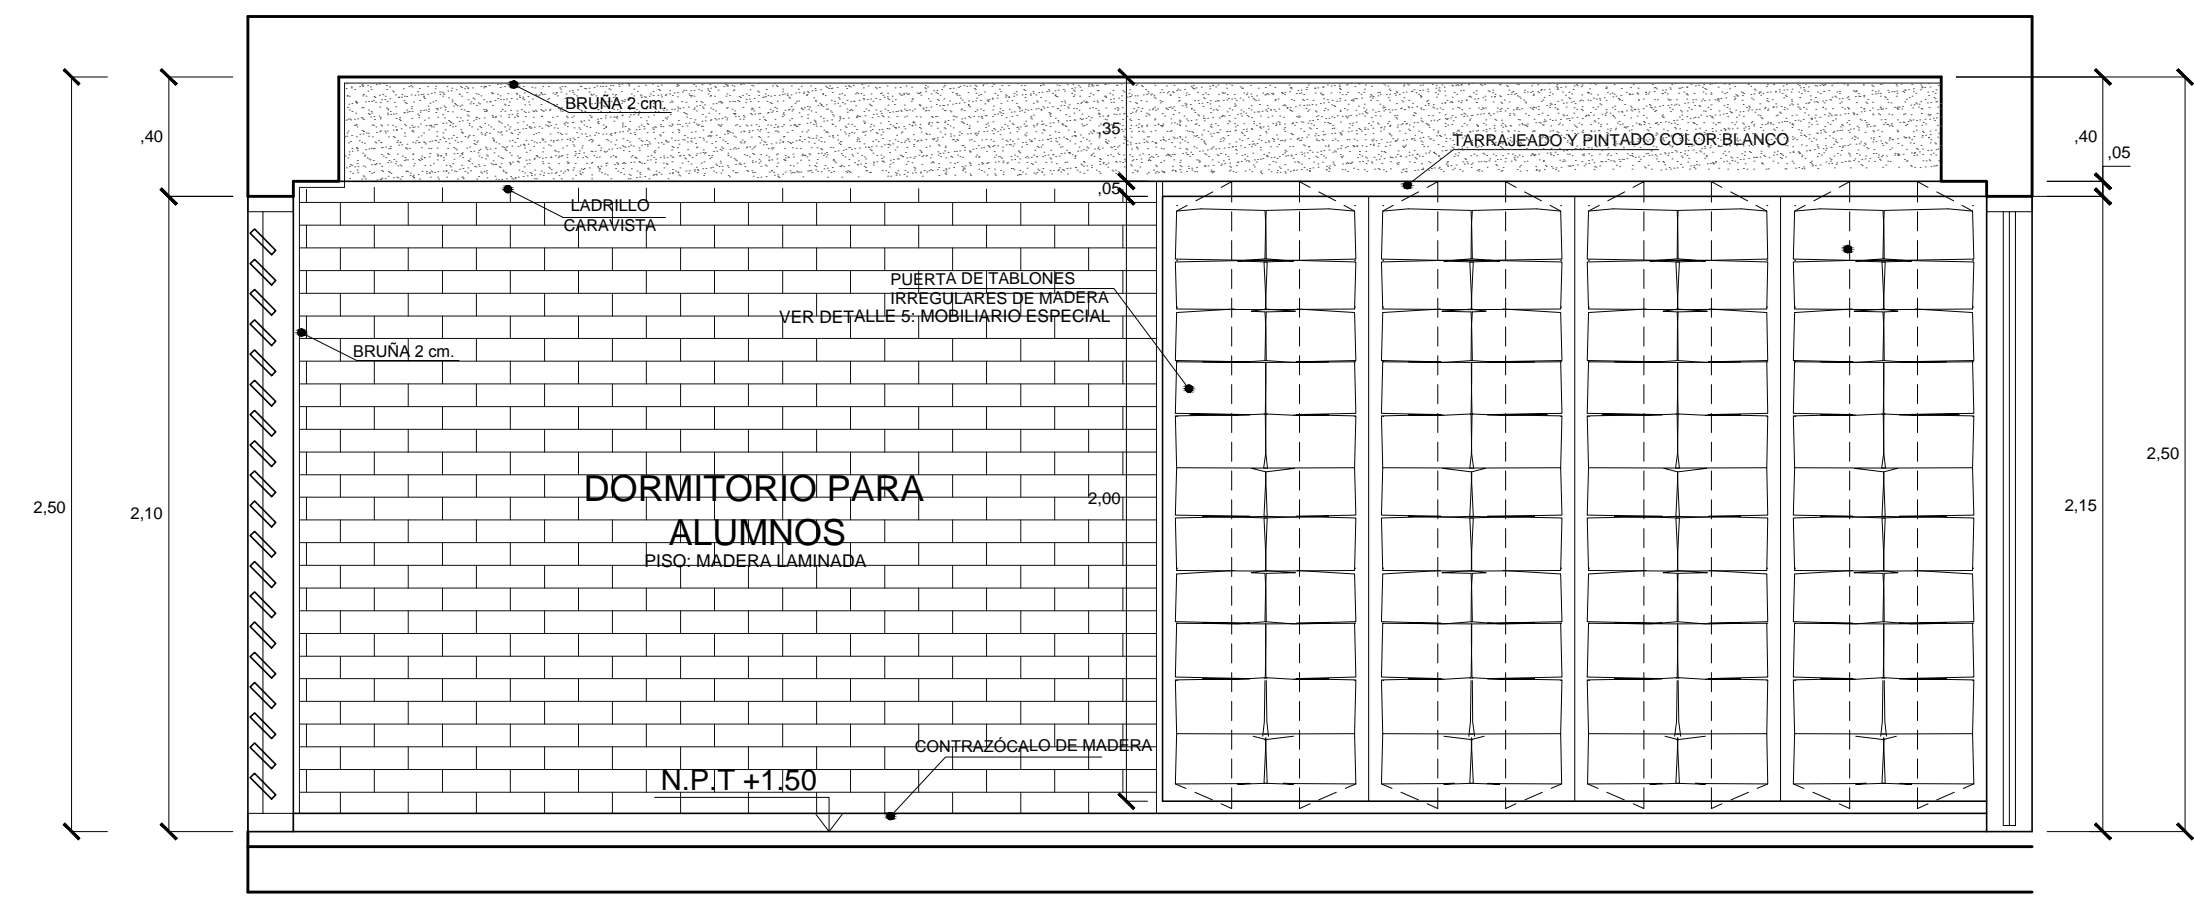 BRUÑA 2 cm.
,40
,35
TARRAJEADO Y PINTADO COLOR BLANCO
,40
,05
,05
LADRILLO
CARAVISTA
PUERTA DE TABLONES
IRREGULARES DE MADERA
VER DETALLE 5: MOBILIARIO ESPECIAL
BRUÑA 2 cm.
2,50
2,10
DORMITORIO PARA
ALUMNOS
PISO: MADERA LAMINADA
2,00
2,15
2,50
CONTRAZÓCALO DE MADERA
N.P.T +1.50